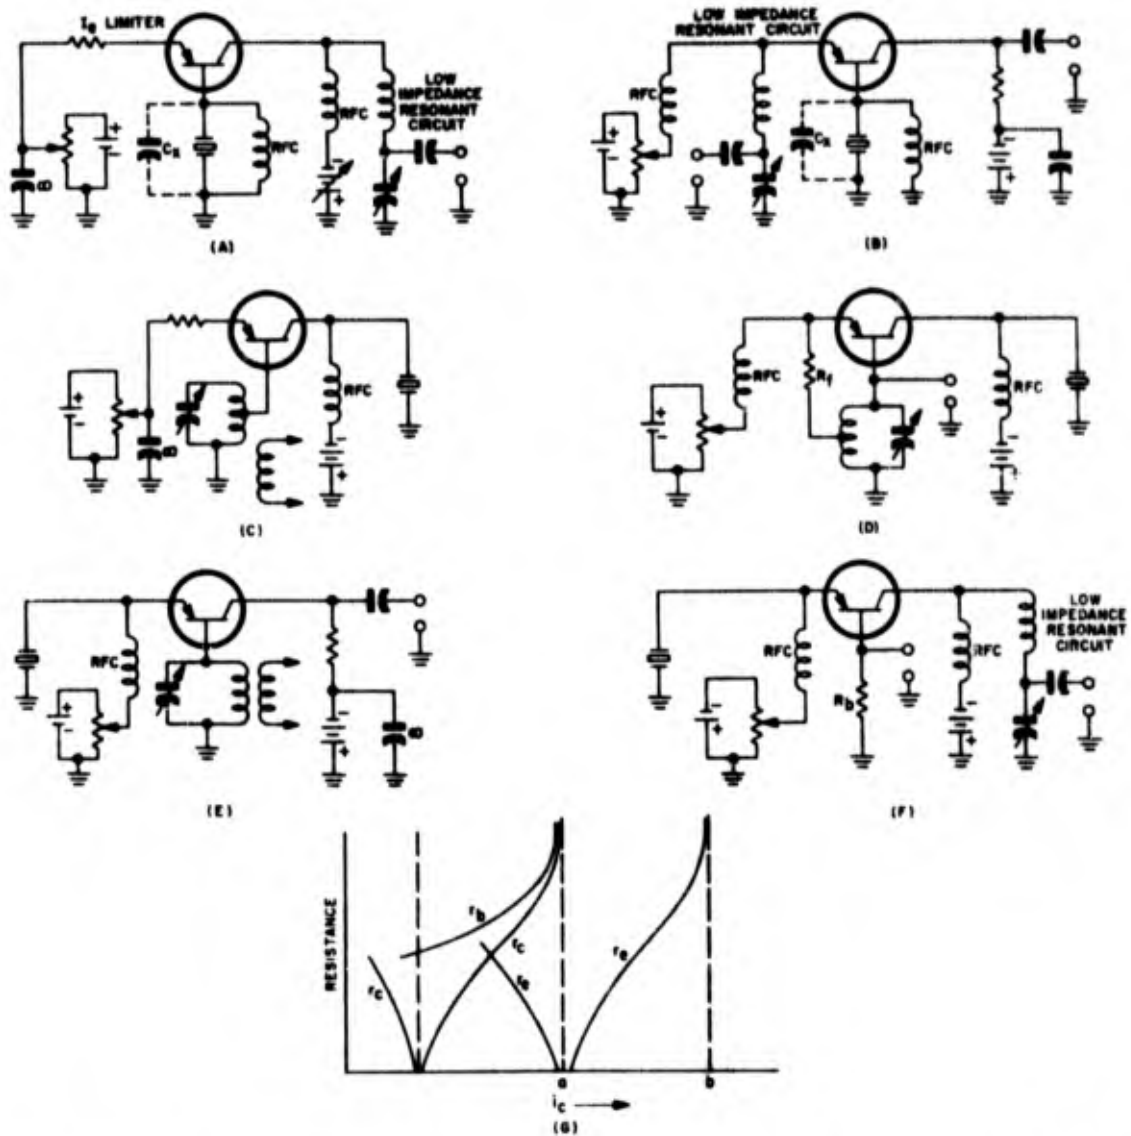 Ie LIMITER
RFC
LOW
IMPEDANCE
RESONANT
CIRCUIT
Cx
RFC
(A)
LOW IMPEDANCE
RESONANT CIRCUIT
RFC
Cx
RFC
(B)
RFC
(C)
RFC
Rf
RFC
(D)
RFC
(E)
RFC
Rb
RFC
LOW
IMPEDANCE
RESONANT
CIRCUIT
(F)
RESISTANCE
rb
rc
re
rc
re
a
b
ic
(G)